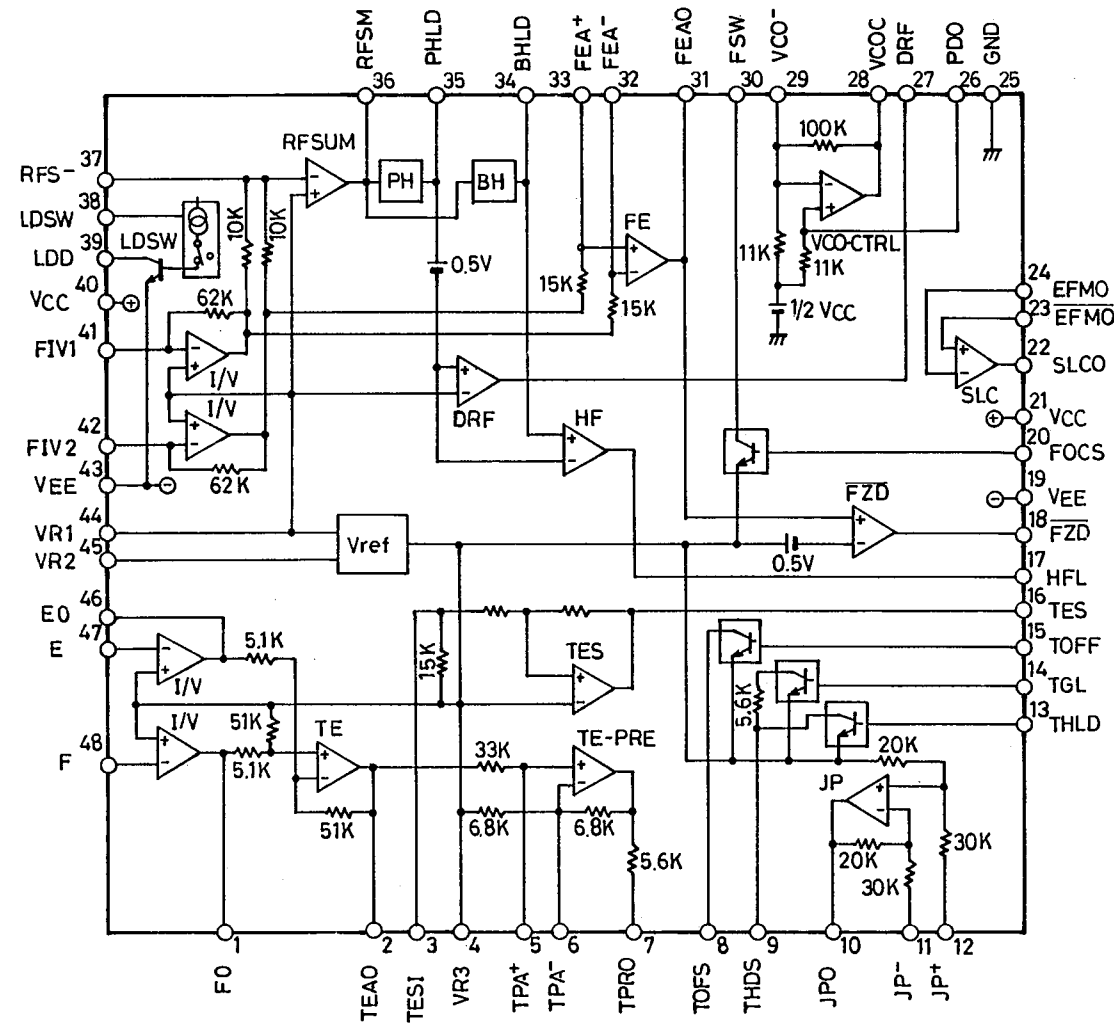 RFSM
PHLD
BHLD
FEA+
FEA-
FEAO
FSW
VCO-
VCOC
DRF
PDO
GND
36
35
34
33
32
31
30
29
28
27
26
25
RFS-
37
LDSW
38
LDD
39
VCC
40
FIV1
41
FIV2
42
VEE
43
VR1
44
VR2
45
E0
46
E
47
F
48
RFSUM
PH
BH
100K
VCO-CTRL
11K
11K
1/2 VCC
LDSW
10K
10K
0.5V
FE
15K
15K
62K
I/V
I/V
62K
DRF
HF
24
EFMO
23
EFMO
22
SLCO
SLC
21
VCC
20
FOCS
19
VEE
18
FZD
17
HFL
16
TES
15
TOFF
14
TGL
13
THLD
FZD
0.5V
Vref
5.1K
I/V
I/V
51K
5.1K
TE
51K
15K
TES
33K
TE-PRE
6.8K
6.8K
5.6K
5.6K
20K
JP
20K
30K
30K
1
2
3
4
5
6
7
8
9
10
11
12
F0
TEAO
TESI
VR3
TPA+
TPA-
TPRO
TOFS
THDS
JPO
JP-
JP+